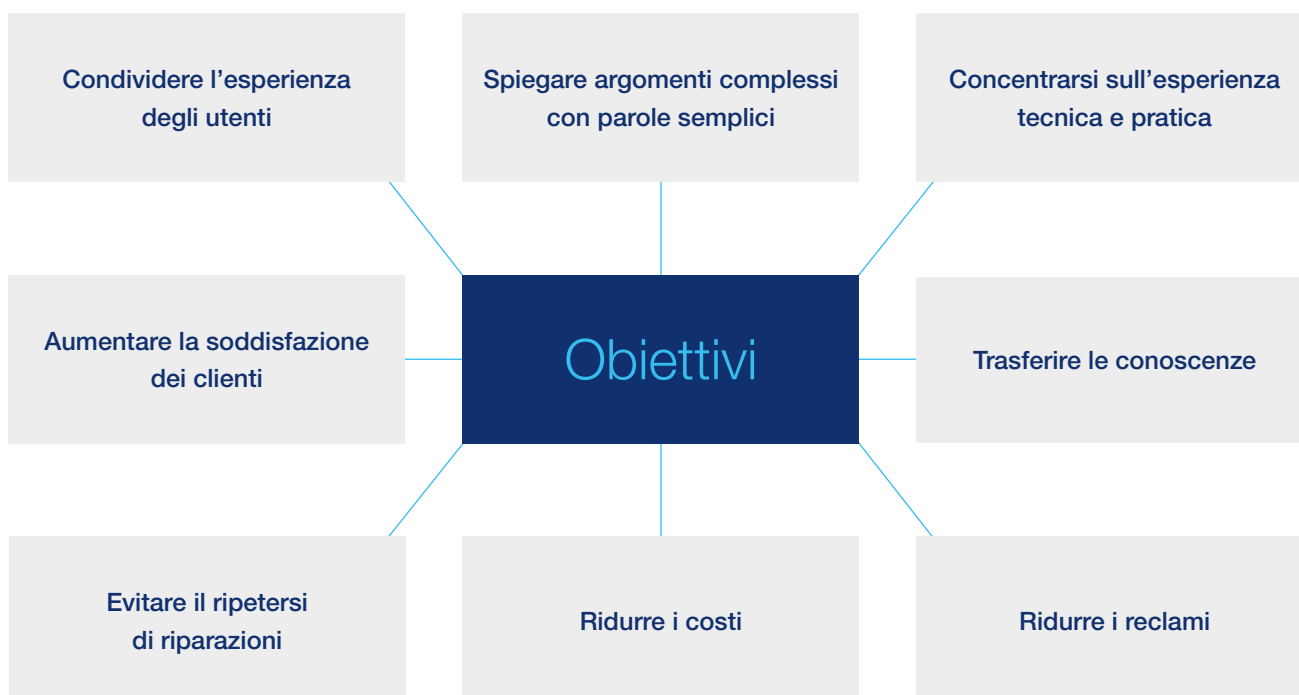 Condividere l’esperienza
degli utenti
Spiegare argomenti complessi
con parole semplici
Concentrarsi sull’esperienza
tecnica e pratica
Aumentare la soddisfazione
dei clienti
Obiettivi
Trasferire le conoscenze
Evitare il ripetersi
di riparazioni
Ridurre i costi
Ridurre i reclami